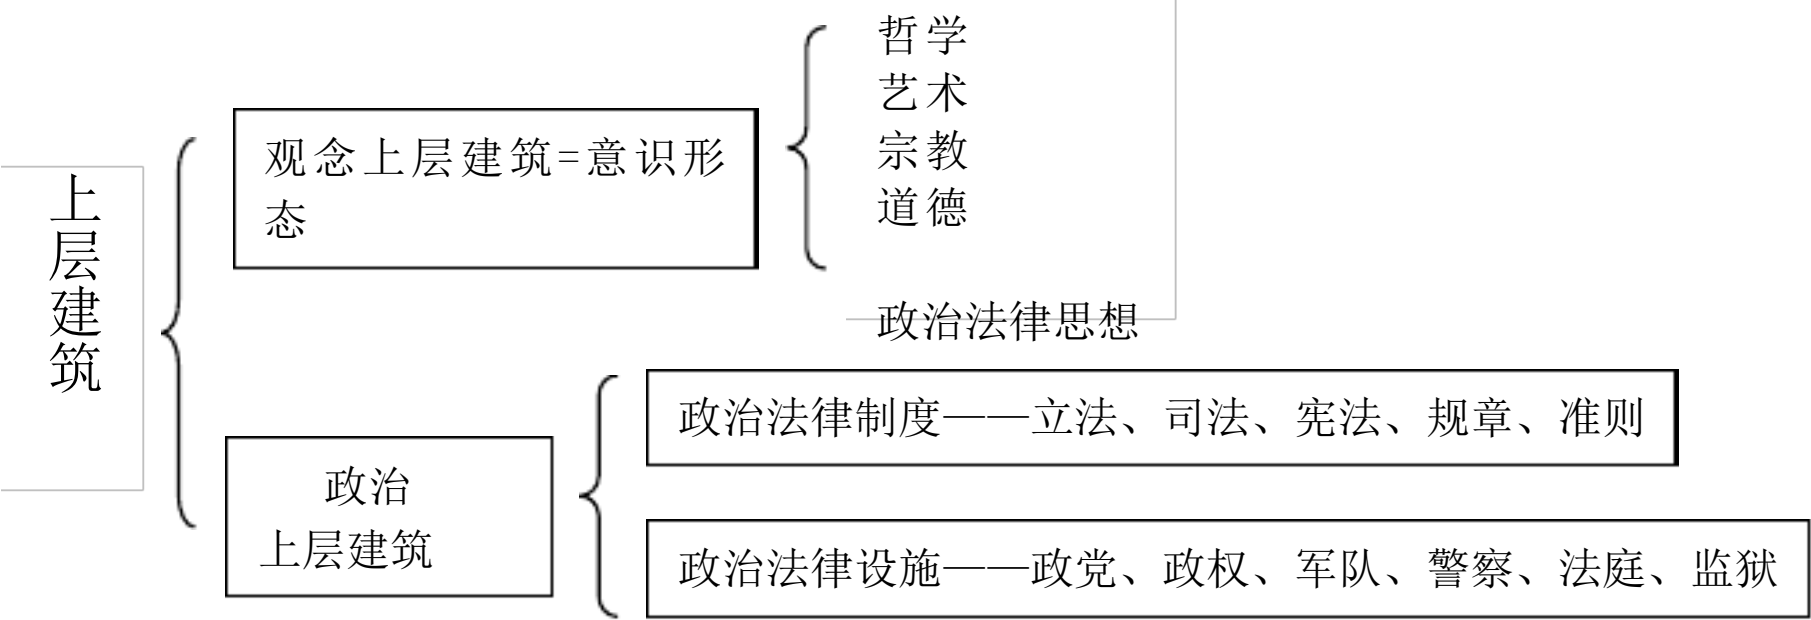 上层建筑
观念上层建筑=意识形
态
哲学
艺术
宗教
道德
政治法律思想
政治
上层建筑
政治法律制度——立法、司法、宪法、规章、准则
政治法律设施——政党、政权、军队、警察、法庭、监狱